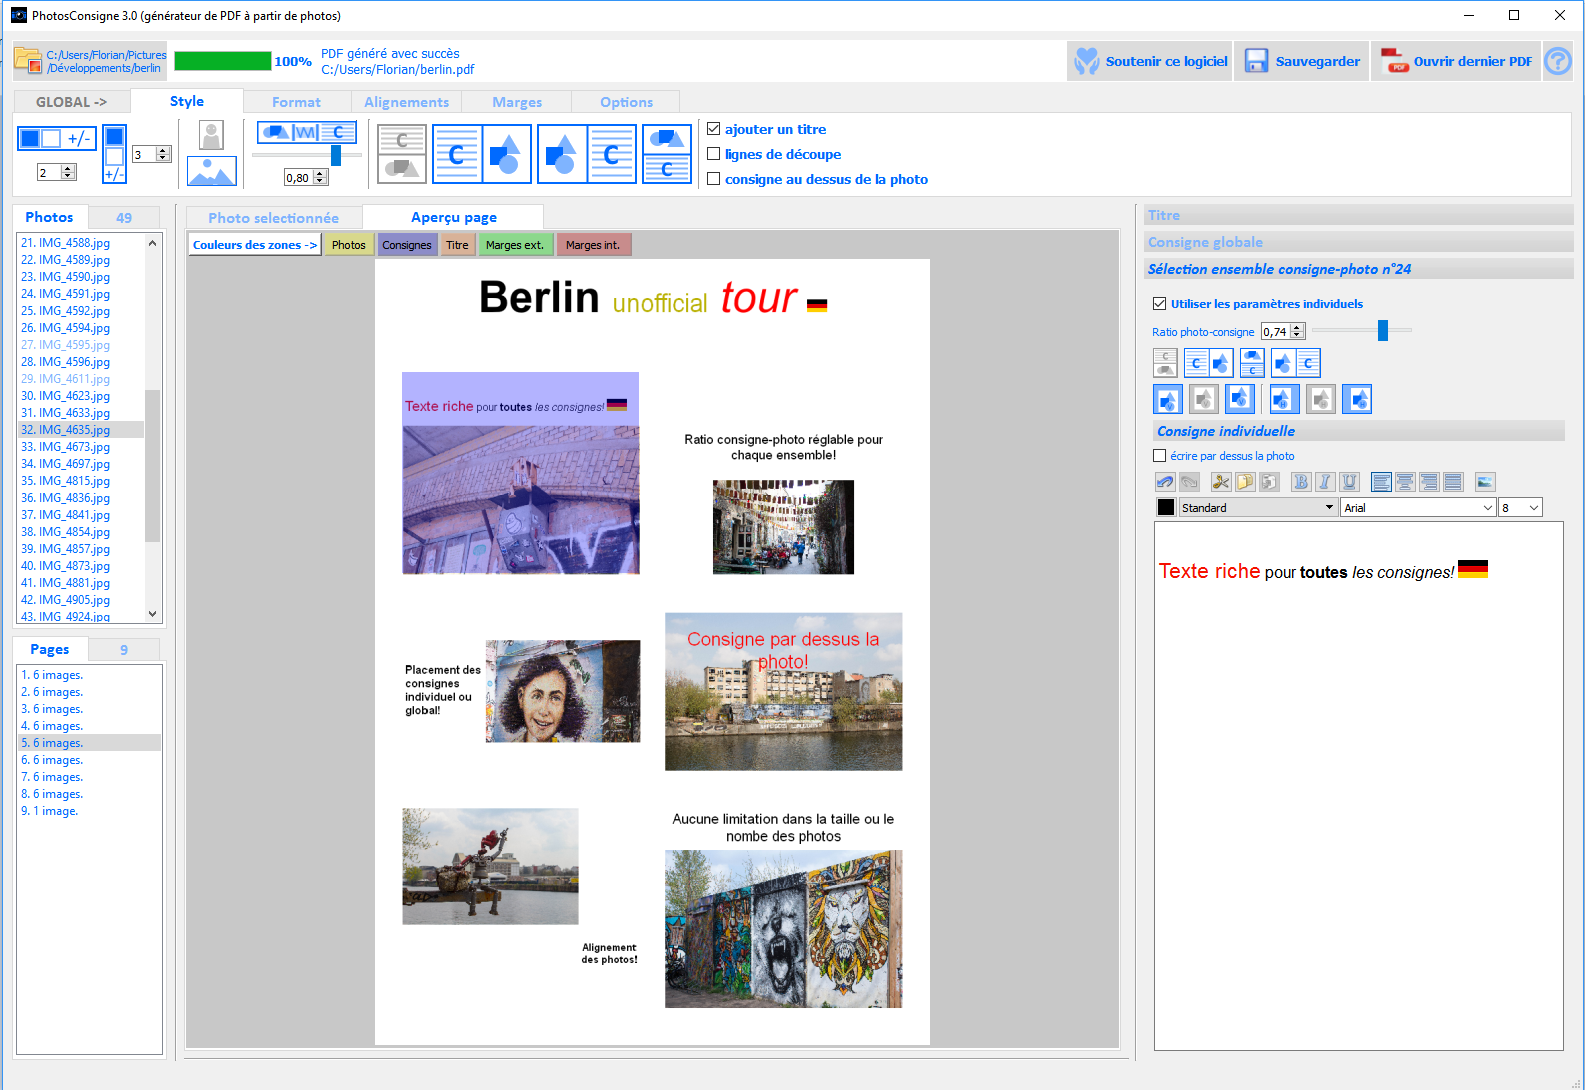 PhotosConsigne 3.0 (générateur de PDF à partir de photos)
C:/Users/Florian/Pictures
/Développements/berlin
100%
PDF généré avec succès
C:/Users/Florian/berlin.pdf
Soutenir ce logiciel
Sauvegarder
PDF
Ouvrir dernier PDF
?
GLOBAL ->
Style
Format
Alignements
Marges
Options
+/-
2
+/-
3
C
0,80
C
C
C
C
ajouter un titre
lignes de découpe
consigne au dessus de la photo
Photos
49
21. IMG_4588.jpg
22. IMG_4589.jpg
23. IMG_4590.jpg
24. IMG_4591.jpg
25. IMG_4592.jpg
26. IMG_4594.jpg
27. IMG_4595.jpg
28. IMG_4596.jpg
29. IMG_4611.jpg
30. IMG_4623.jpg
31. IMG_4633.jpg
32. IMG_4635.jpg
33. IMG_4673.jpg
34. IMG_4697.jpg
35. IMG_4815.jpg
36. IMG_4836.jpg
37. IMG_4841.jpg
38. IMG_4854.jpg
39. IMG_4857.jpg
40. IMG_4873.jpg
41. IMG_4881.jpg
42. IMG_4905.jpg
43. IMG_4924.jpg
Pages
9
1. 6 images.
2. 6 images.
3. 6 images.
4. 6 images.
5. 6 images.
6. 6 images.
7. 6 images.
8. 6 images.
9. 1 image.
Photo selectionnée
Aperçu page
Couleurs des zones ->
Photos
Consignes
Titre
Marges ext.
Marges int.
Berlin unofficial tour
Texte riche pour toutes les consignes!
Ratio consigne-photo réglable pour
chaque ensemble!
Placement des
consignes
individuel ou
global!
Consigne par dessus la
photo!
Alignement
des photos!
Aucune limitation dans la taille ou le
nombe des photos
Titre
Consigne globale
Sélection ensemble consigne-photo n°24
Utiliser les paramètres individuels
Ratio photo-consigne
0,74
C
C
C
C
V
V
V
H
H
H
Consigne individuelle
écrire par dessus la photo
B
I
U
Standard
Arial
8
Texte riche pour toutes les consignes!